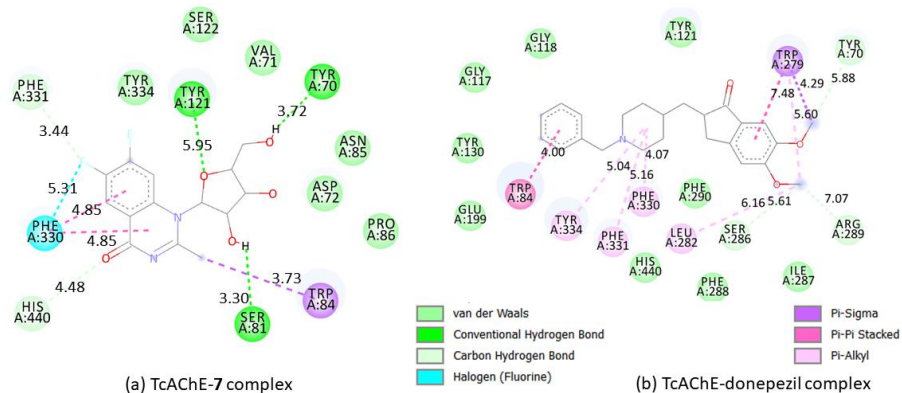 SER
A:122
VAL
A:71
PHE
A:331
TYR
A:334
TYR
A:121
TYR
A:70
3.72
H
O
3.44
5.95
ASN
A:85
O
O
5.31
ASP
A:72
4.85
PHE
A:330
N
O
PRO
A:86
4.85
H
O
N
4.48
3.73
HIS
A:440
3.30
TRP
A:84
SER
A:81
(a) TcAChE-7 complex
TYR
A:121
GLY
A:118
TRP
A:279
TYR
A:70
GLY
A:117
O
4.29
5.88
7.48
5.60
TYR
A:130
N
O
4.00
5.04
4.07
O
TRP
A:84
5.16
PHE
A:330
PHE
A:290
6.16
5.61
7.07
GLU
A:199
TYR
A:334
PHE
A:331
LEU
A:282
SER
A:286
ARG
A:289
HIS
A:440
PHE
A:288
ILE
A:287
van der Waals
Conventional Hydrogen Bond
Carbon Hydrogen Bond
Halogen (Fluorine)
Pi-Sigma
Pi-Pi Stacked
Pi-Alkyl
(b) TcAChE-donepezil complex